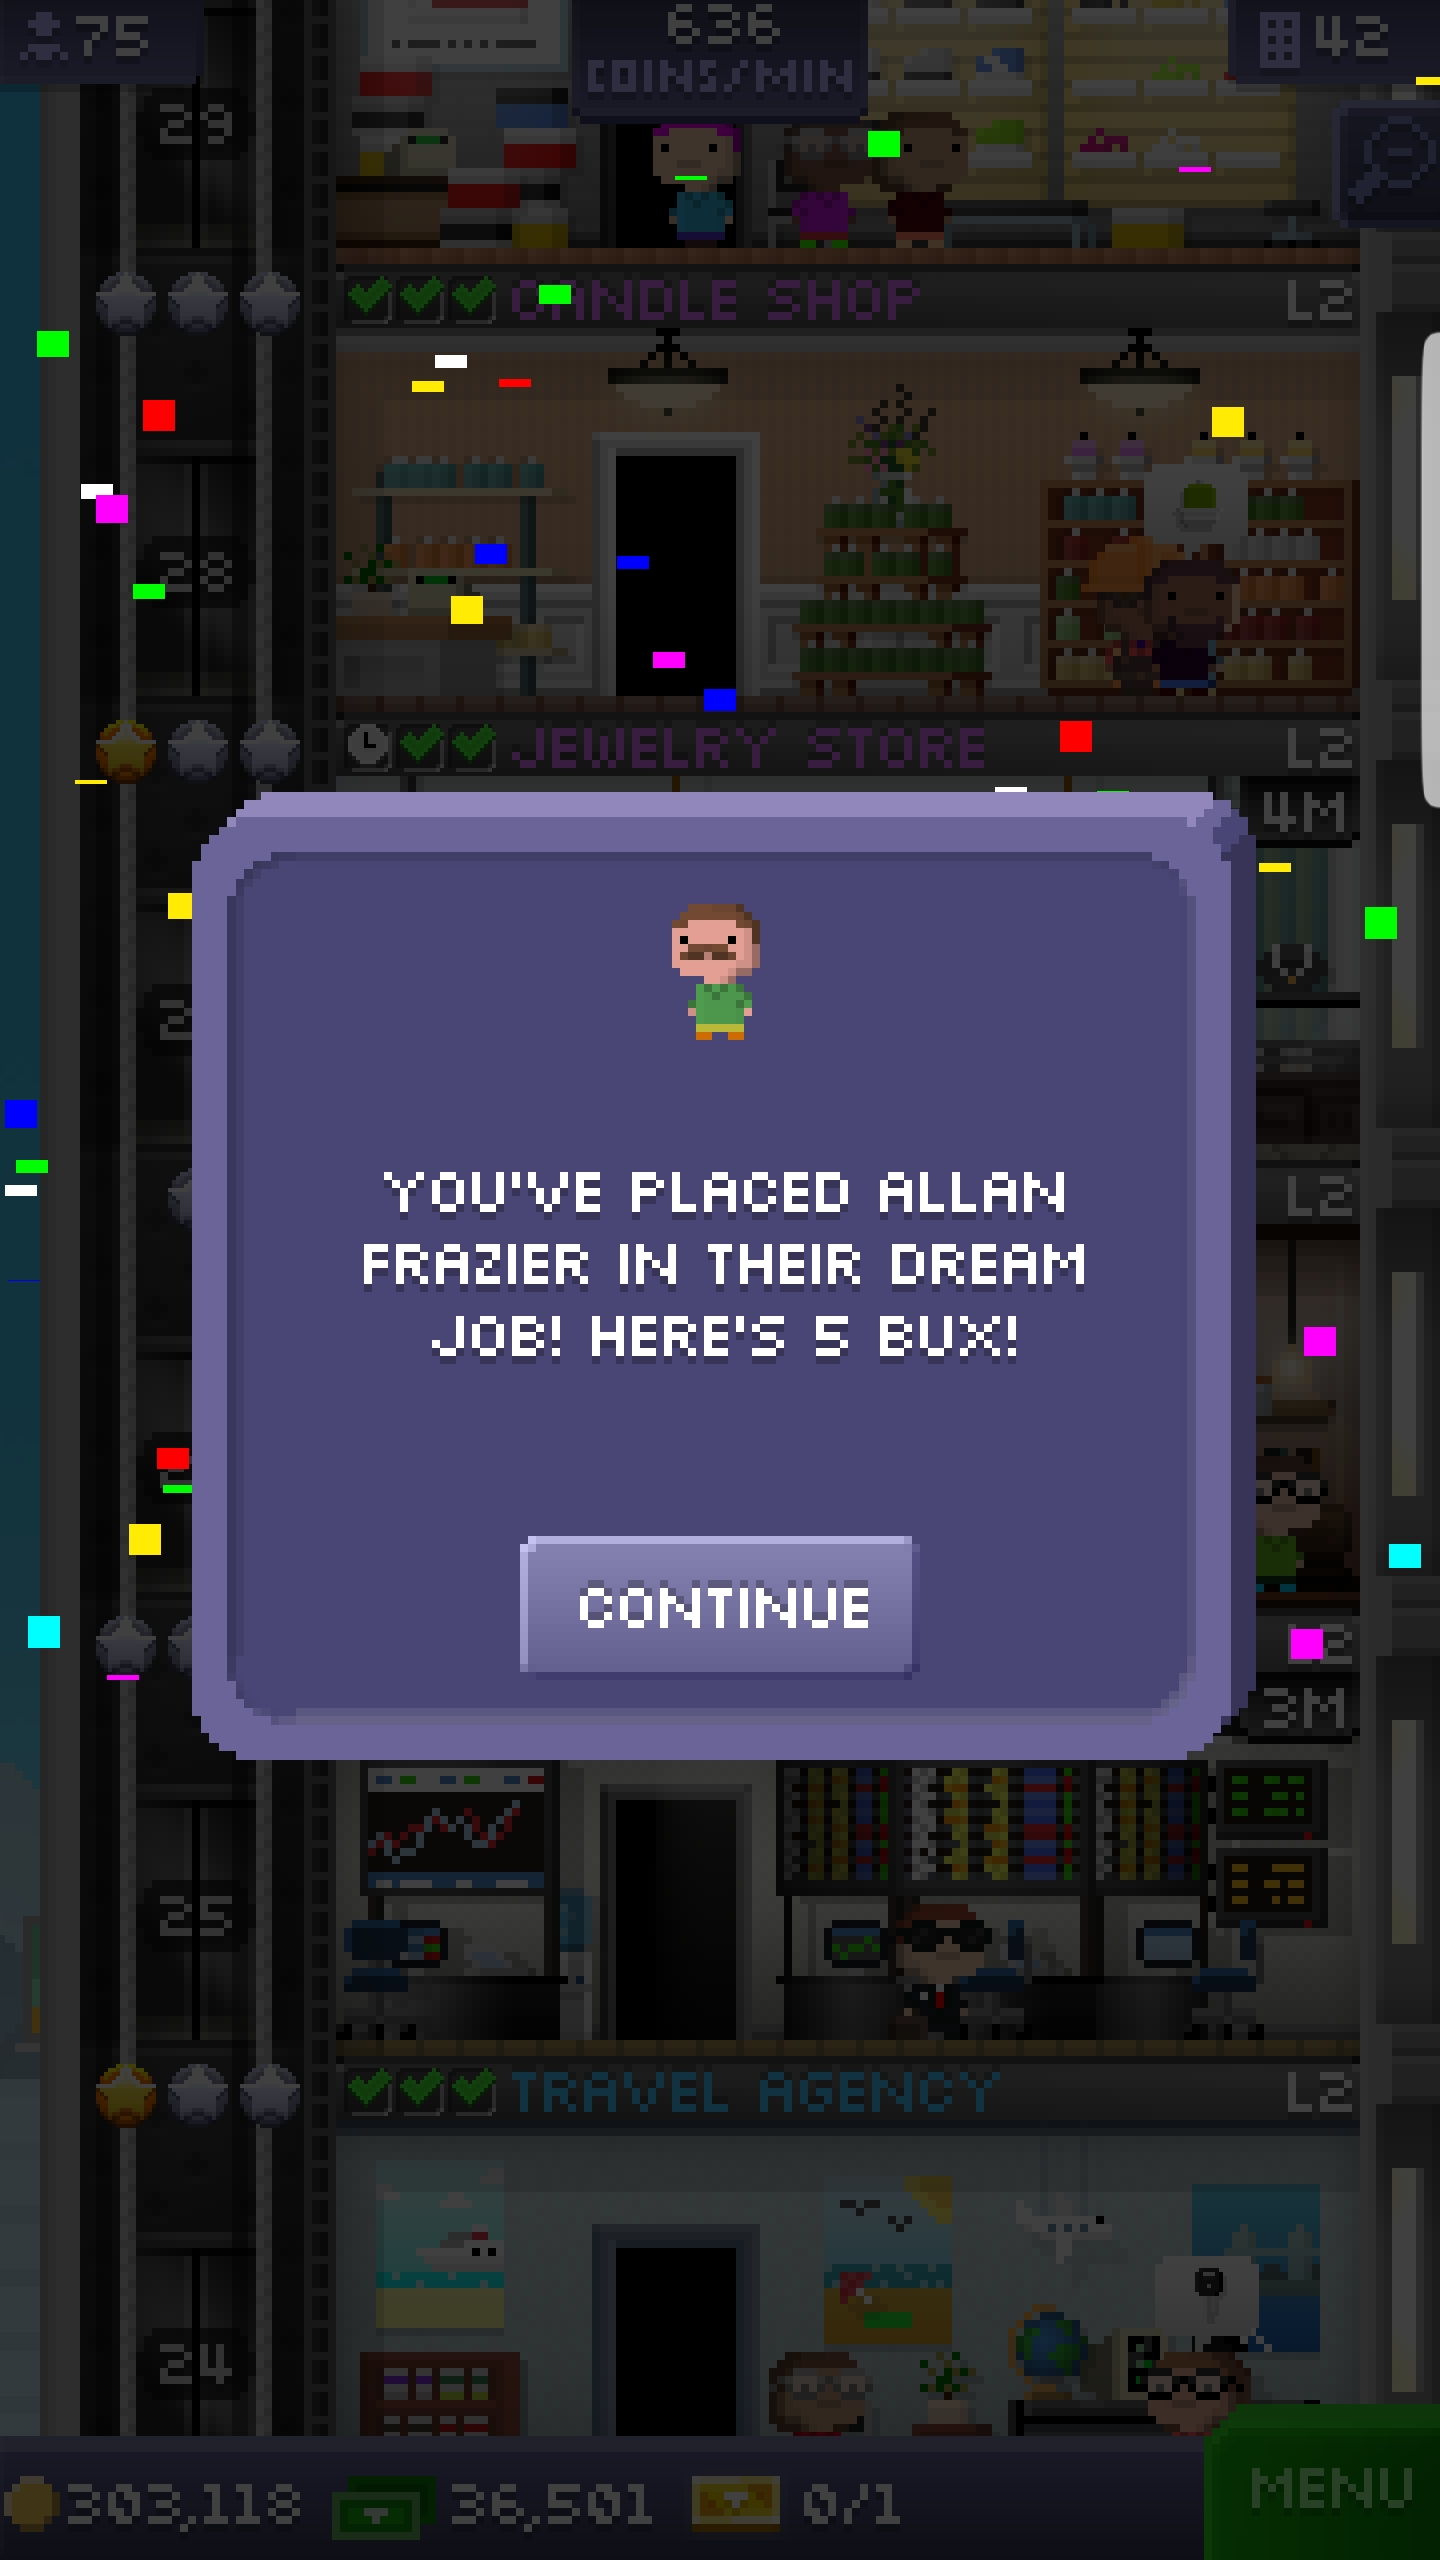 75
636
COINS/MIN
42
29
CANDLE SHOP L2
28
JEWELRY STORE L2
4M
YOU'VE PLACED ALLAN
FRAZIER IN THEIR DREAM
JOB! HERE'S 5 BUX!
L2
CONTINUE
3M
25
TRAVEL AGENCY L2
24
303,118
36,501
0/1
MENU